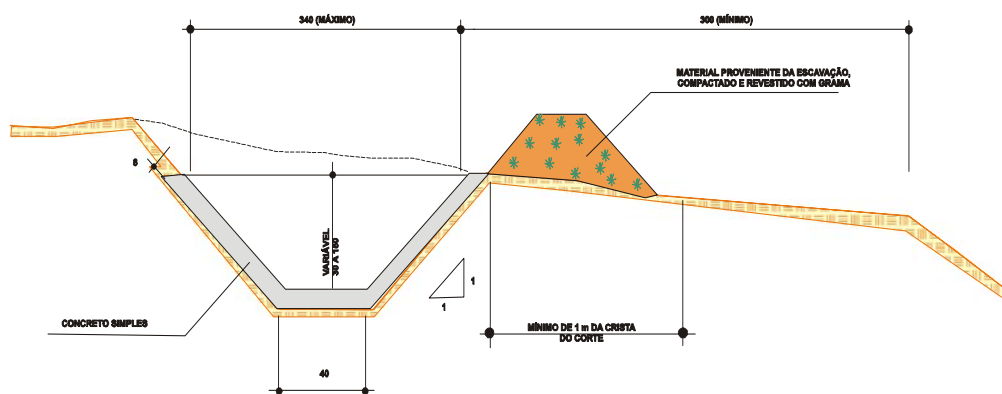 340 (MÁXIMO)
300 (MÍNIMO)
MATERIAL PROVENIENTE DA ESCAVAÇÃO,
COMPACTADO E REVESTIDO COM GRAMA
8
VARIÁVEL
30 A 150
1
1
CONCRETO SIMPLES
MÍNIMO DE 1 m DA CRISTA
DO CORTE
40